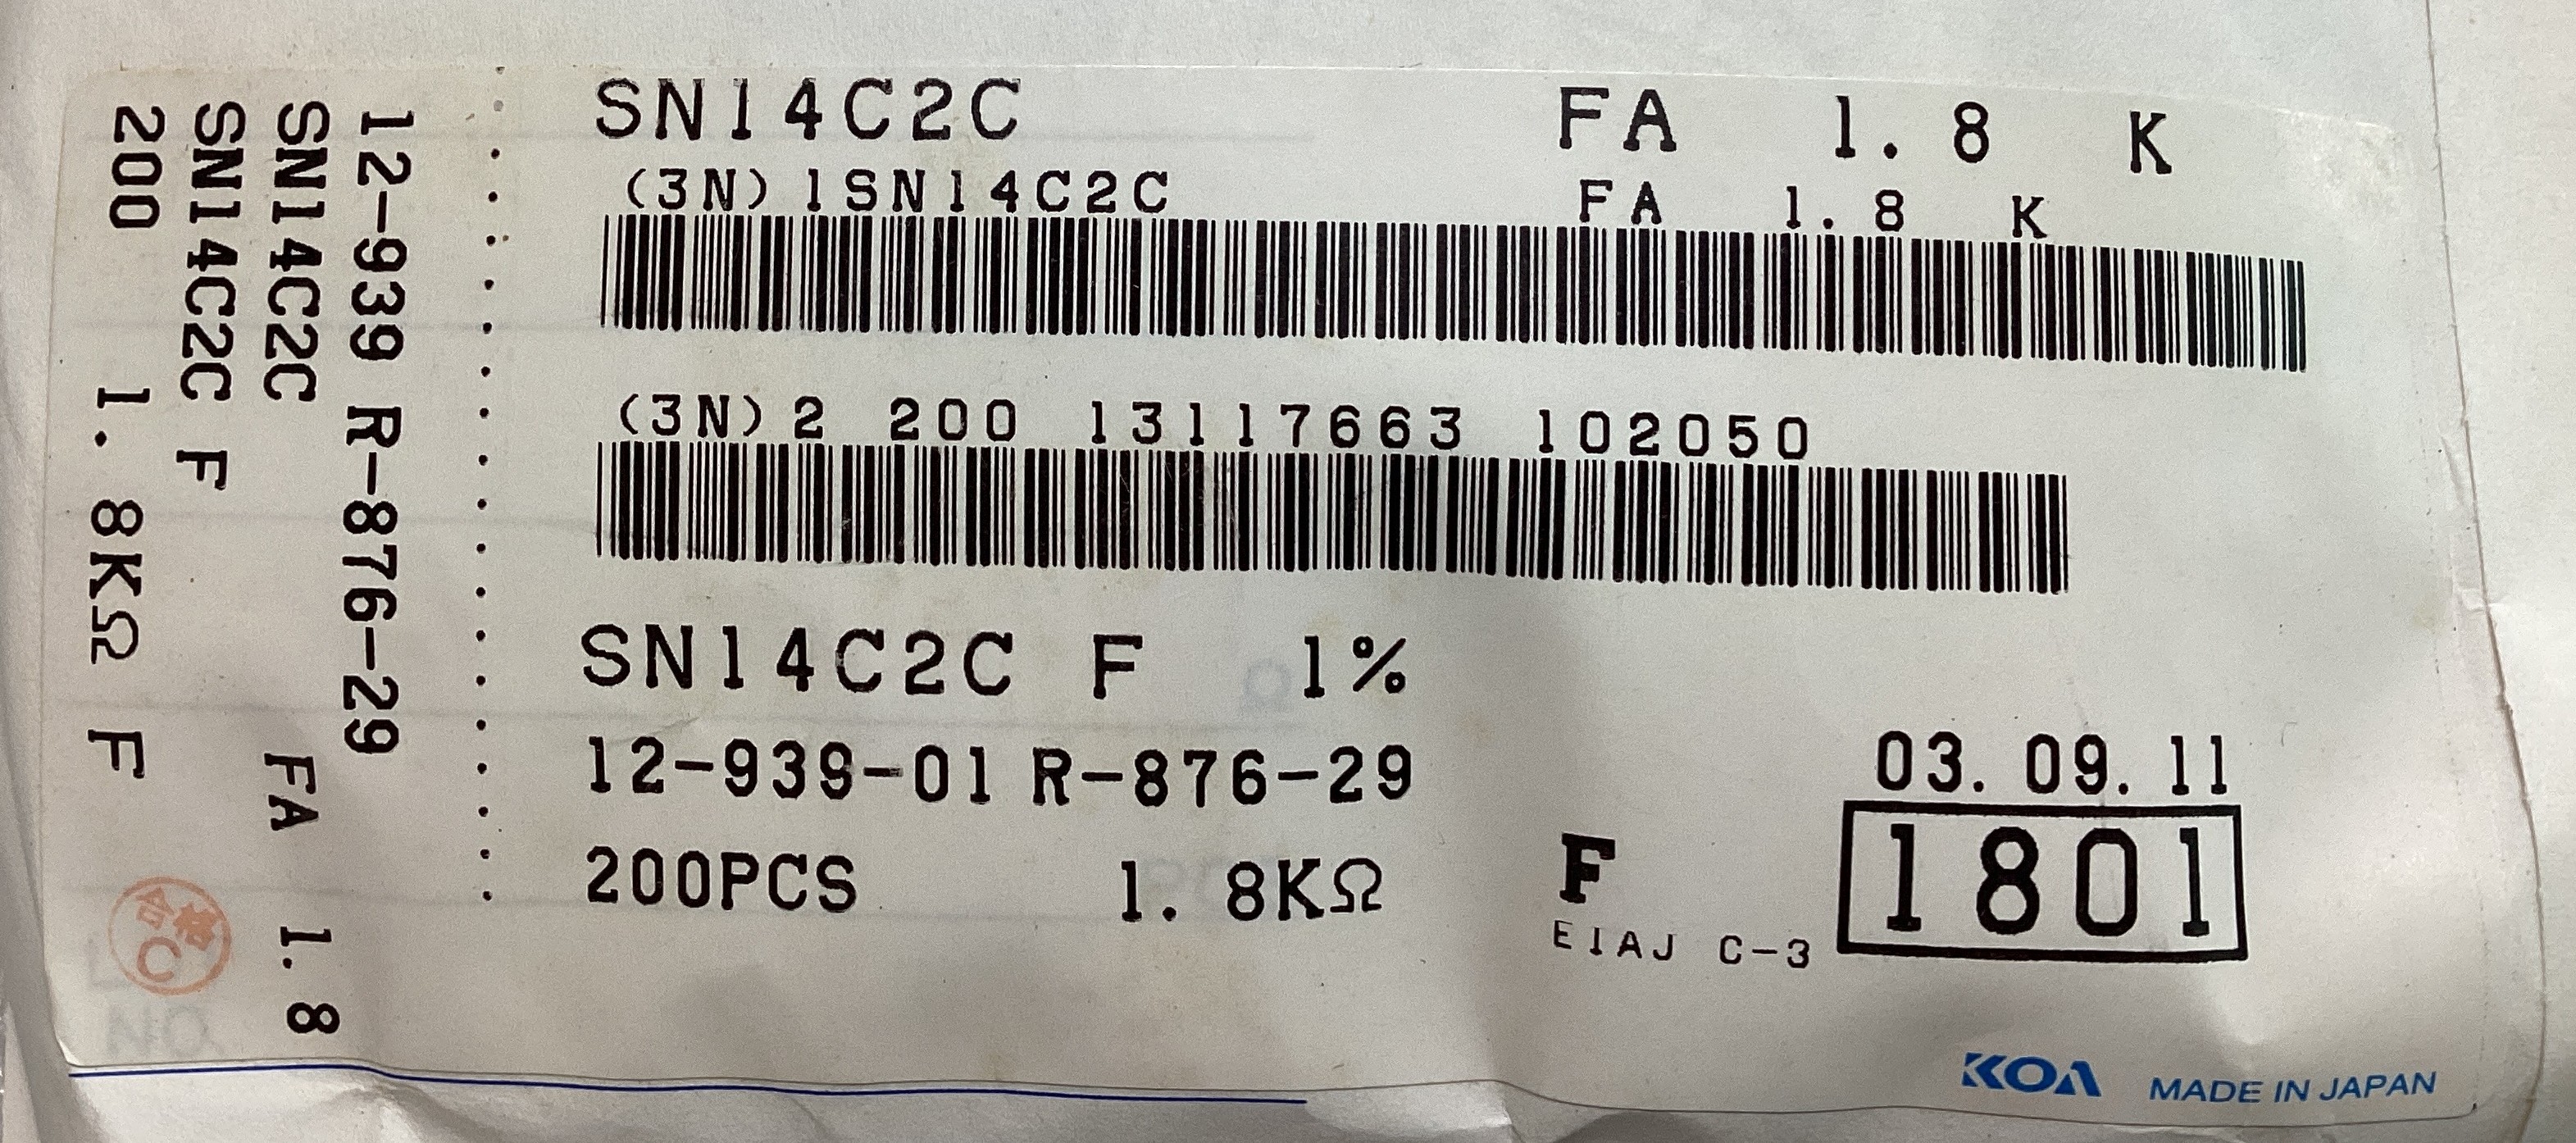 SN14C2C FA 1.8 K
(3N)1SN14C2C FA 1.8 K
(3N)2 200 13117663 102050
SN14C2C F 1%
12-939-01 R-876-29
200PCS 1.8KΩ
03.09.11
F
EIAJ C-3
1801
KOA MADE IN JAPAN
12-939 R-876-29
SN14C2C FA 1.8
SN14C2C F
200 1.8KΩ F
合格
C